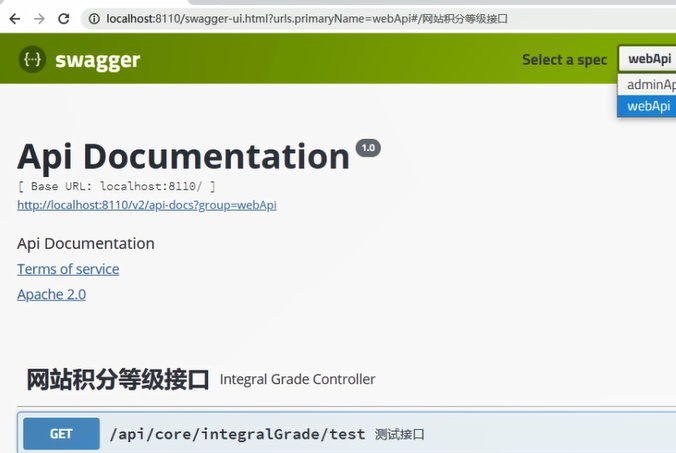 localhost:8110/swagger-ui.html?urls.primaryName=webApi#/网站积分等级接口
{··} swagger Select a spec webApi
adminAp
webApi
Api Documentation 1.0
[ Base URL: localhost:8110/ ]
http://localhost:8110/v2/api-docs?group=webApi
Api Documentation
Terms of service
Apache 2.0
网站积分等级接口 Integral Grade Controller
GET /api/core/integralGrade/test 测试接口